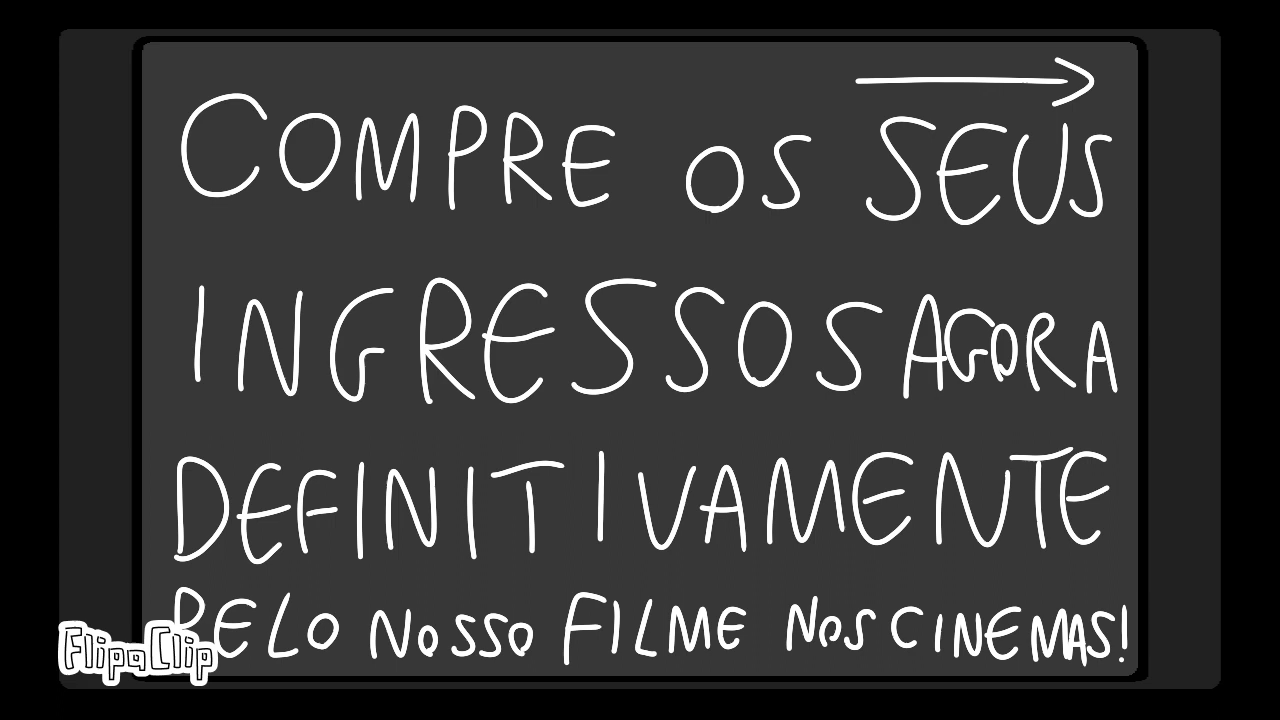 COMPRE OS SEUS
INGRESSOS AGORA
DEFINITIVAMENTE
PELO NOSSO FILME NOS CINEMAS!
FlipaClip